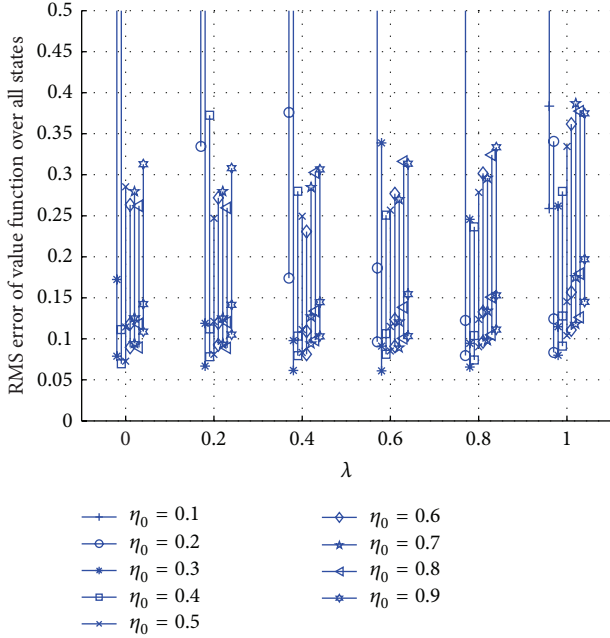 0.5
0.45
0.4
0.35
0.3
0.25
0.2
0.15
0.1
0.05
0
RMS error of value function over all states
0 0.2 0.4 0.6 0.8 1
λ
η₀ = 0.1
η₀ = 0.2
η₀ = 0.3
η₀ = 0.4
η₀ = 0.5
η₀ = 0.6
η₀ = 0.7
η₀ = 0.8
η₀ = 0.9